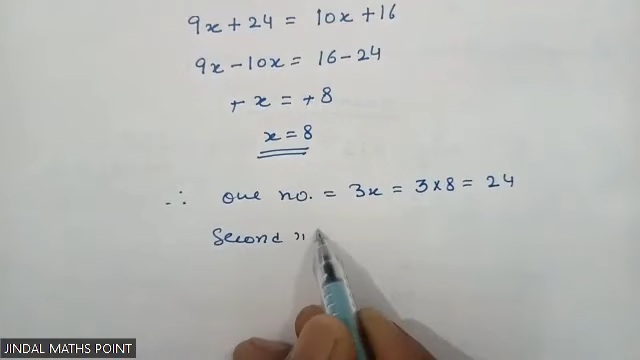 9x + 24 = 10x + 16
9x - 10x = 16 - 24
+ x = + 8
x = 8
∴ one no. = 3x = 3 × 8 = 24
Second n
JINDAL MATHS POINT